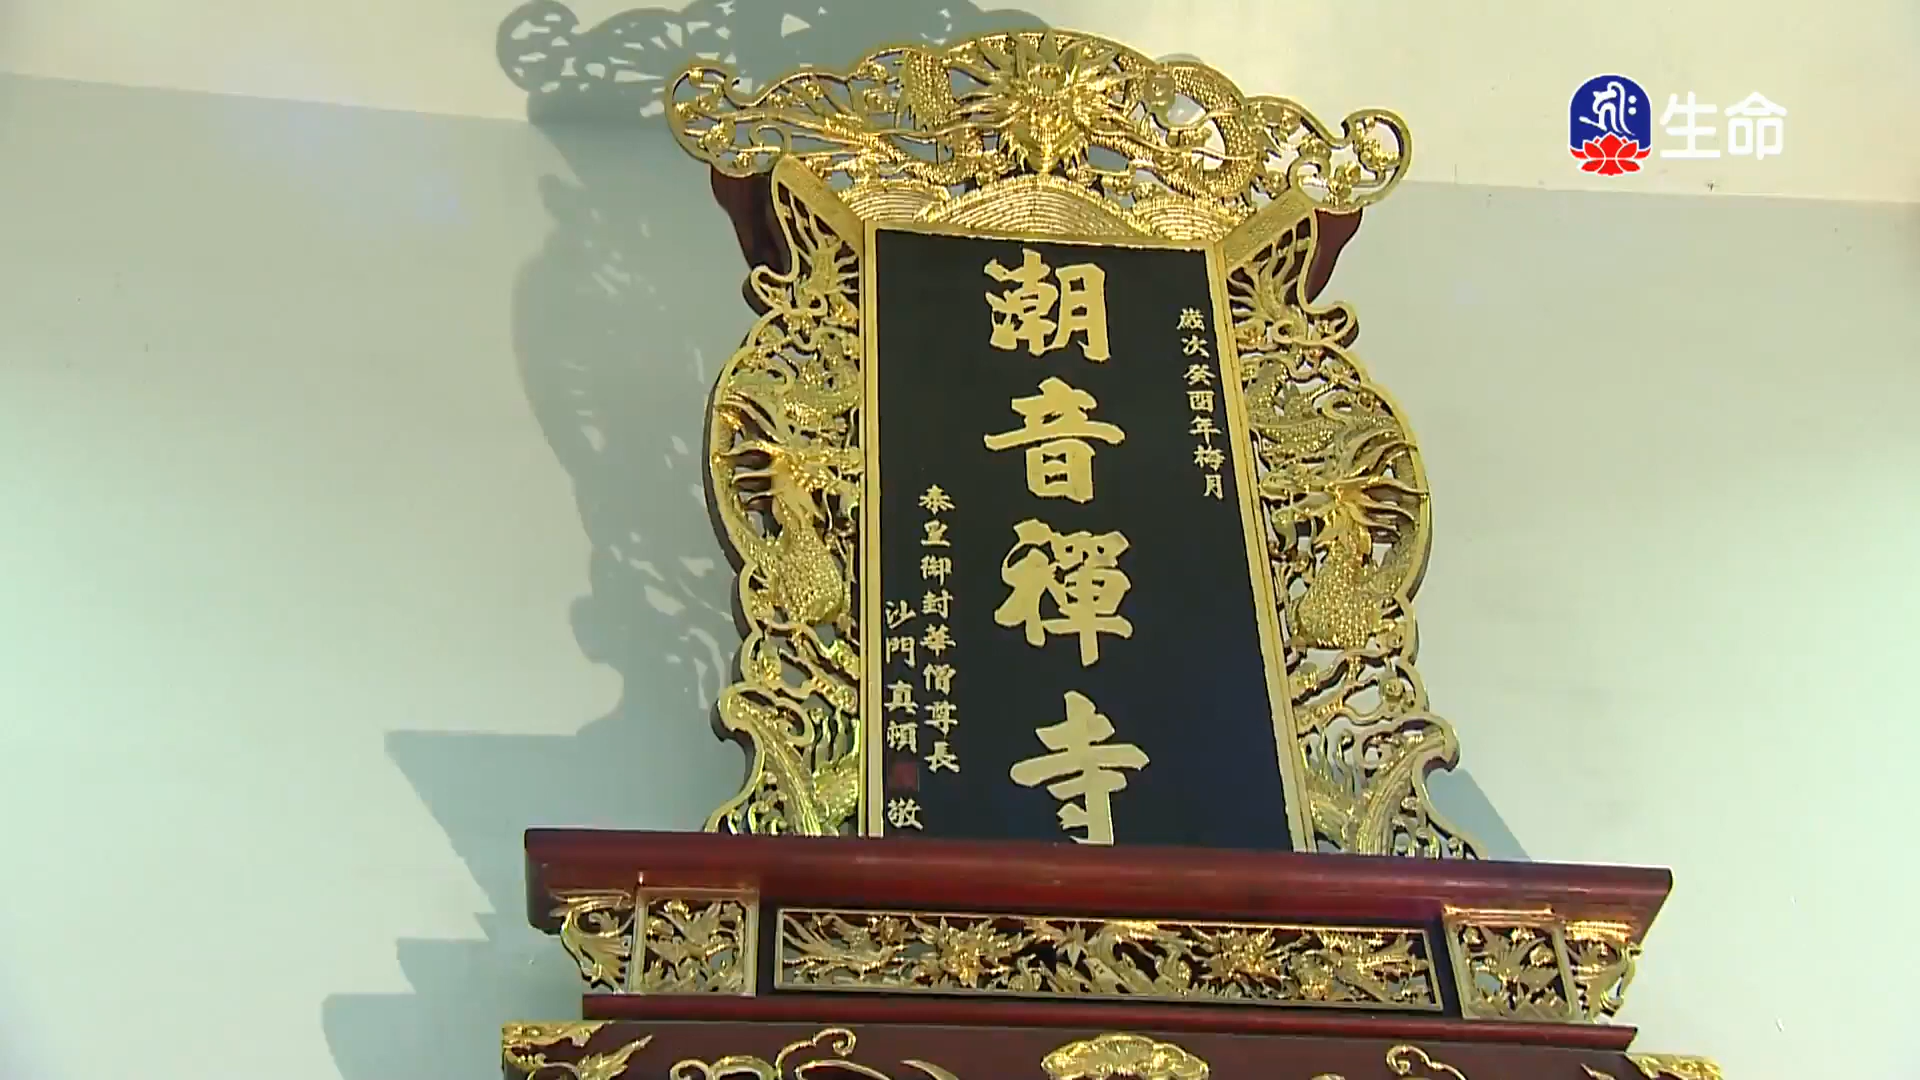 生命
歲次癸酉年梅月
潮音禪寺
泰皇御封華僧尊長
沙門真頓
敬